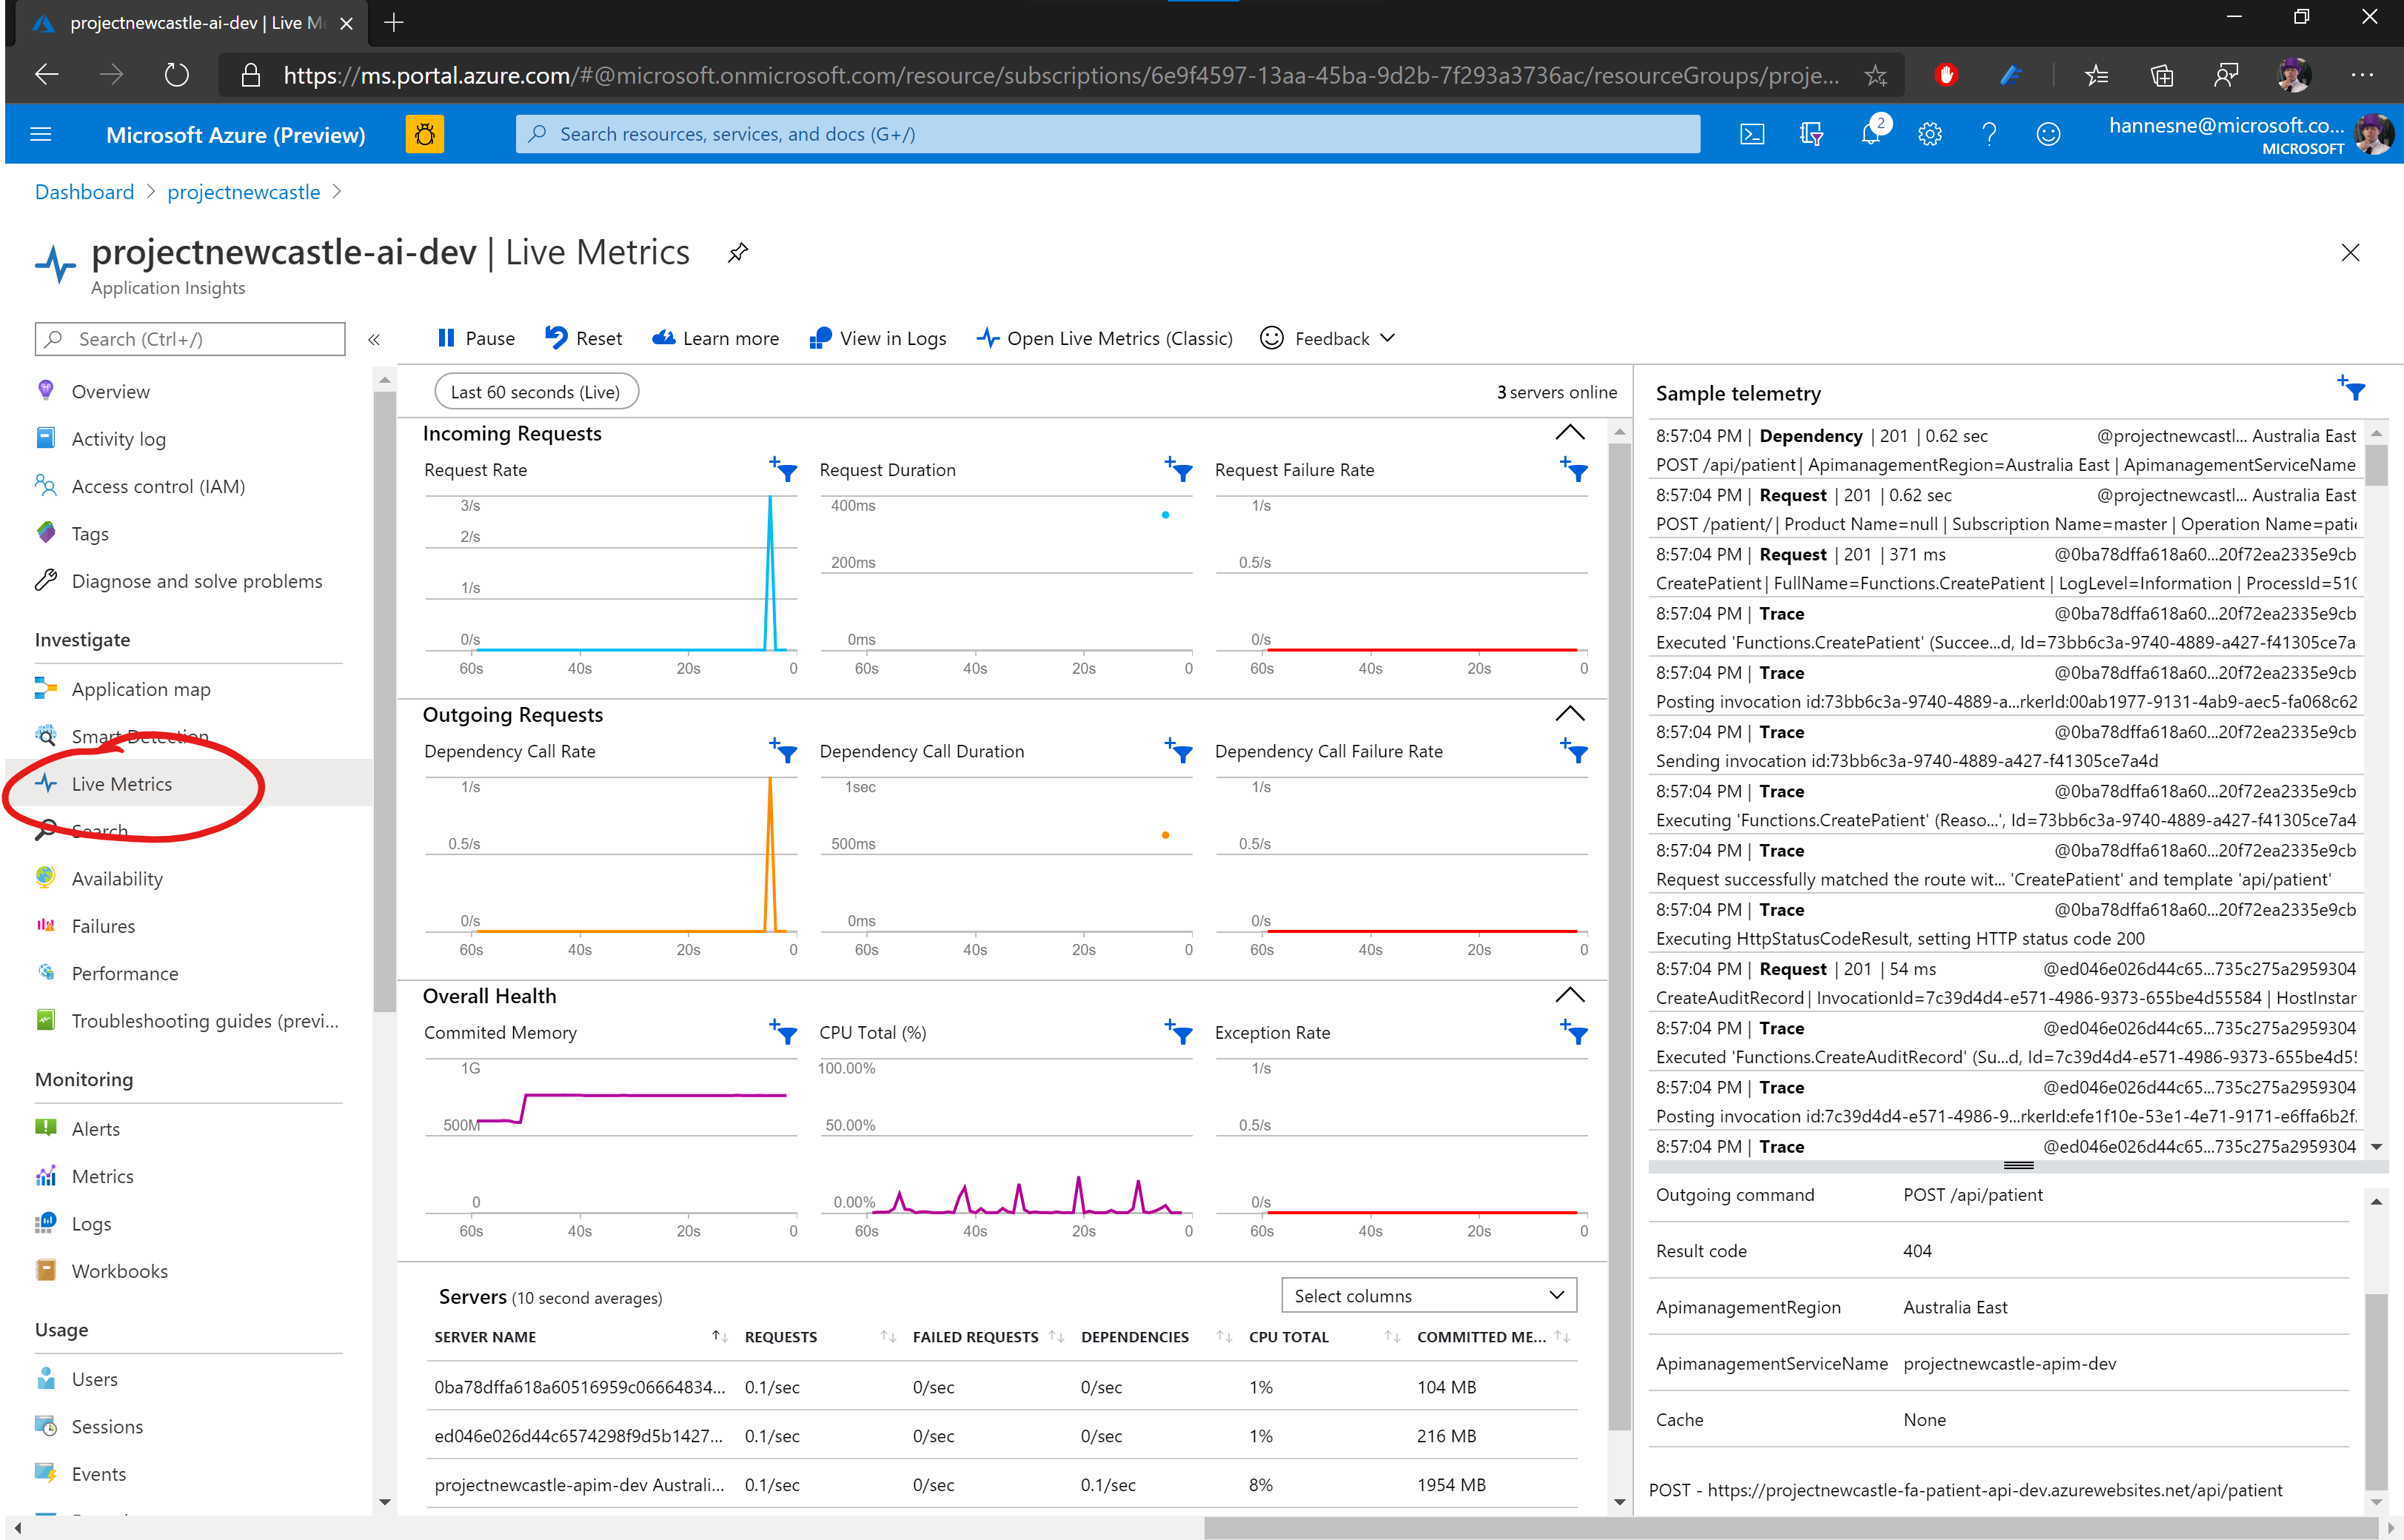 projectnewcastle-ai-dev | Live Me
https://ms.portal.azure.com/#@microsoft.onmicrosoft.com/resource/subscriptions/6e9f4597-13aa-45ba-9d2b-7f293a3736ac/resourceGroups/proje...
Microsoft Azure (Preview)
Search resources, services, and docs (G+/)
2
hannesne@microsoft.co...
MICROSOFT
Dashboard > projectnewcastle >
projectnewcastle-ai-dev | Live Metrics
Application Insights
Search (Ctrl+/)
«
Overview
Activity log
Access control (IAM)
Tags
Diagnose and solve problems
Investigate
Application map
Smart Detection
Live Metrics
Search
Availability
Failures
Performance
Troubleshooting guides (previ...
Monitoring
Alerts
Metrics
Logs
Workbooks
Usage
Users
Sessions
Events
Pause Reset Learn more View in Logs Open Live Metrics (Classic) Feedback
Last 60 seconds (Live)
3 servers online
Incoming Requests
Request Rate
3/s
2/s
1/s
0/s
60s 40s 20s 0
Request Duration
400ms
200ms
0ms
60s 40s 20s 0
Request Failure Rate
1/s
0.5/s
0/s
60s 40s 20s 0
Outgoing Requests
Dependency Call Rate
1/s
0.5/s
0/s
60s 40s 20s 0
Dependency Call Duration
1sec
500ms
0ms
60s 40s 20s 0
Dependency Call Failure Rate
1/s
0.5/s
0/s
60s 40s 20s 0
Overall Health
Commited Memory
1G
500M
0
60s 40s 20s 0
CPU Total (%)
100.00%
50.00%
0.00%
60s 40s 20s 0
Exception Rate
1/s
0.5/s
0/s
60s 40s 20s 0
Servers (10 second averages)
Select columns
SERVER NAME REQUESTS FAILED REQUESTS DEPENDENCIES CPU TOTAL COMMITTED ME...
0ba78dffa618a60516959c06664834... 0.1/sec 0/sec 0/sec 1% 104 MB
ed046e026d44c6574298f9d5b1427... 0.1/sec 0/sec 0/sec 1% 216 MB
projectnewcastle-apim-dev Australi... 0.1/sec 0/sec 0.1/sec 8% 1954 MB
Sample telemetry
8:57:04 PM | Dependency | 201 | 0.62 sec @projectnewcastl... Australia East
POST /api/patient | ApimanagementRegion=Australia East | ApimanagementServiceName
8:57:04 PM | Request | 201 | 0.62 sec @projectnewcastl... Australia East
POST /patient/ | Product Name=null | Subscription Name=master | Operation Name=patie
8:57:04 PM | Request | 201 | 371 ms @0ba78dffa618a60...20f72ea2335e9cb
CreatePatient | FullName=Functions.CreatePatient | LogLevel=Information | ProcessId=510
8:57:04 PM | Trace @0ba78dffa618a60...20f72ea2335e9cb
Executed 'Functions.CreatePatient' (Succee...d, Id=73bb6c3a-9740-4889-a427-f41305ce7a
8:57:04 PM | Trace @0ba78dffa618a60...20f72ea2335e9cb
Posting invocation id:73bb6c3a-9740-4889-a...rkerId:00ab1977-9131-4ab9-aec5-fa068c62
8:57:04 PM | Trace @0ba78dffa618a60...20f72ea2335e9cb
Sending invocation id:73bb6c3a-9740-4889-a427-f41305ce7a4d
8:57:04 PM | Trace @0ba78dffa618a60...20f72ea2335e9cb
Executing 'Functions.CreatePatient' (Reaso...', Id=73bb6c3a-9740-4889-a427-f41305ce7a4
8:57:04 PM | Trace @0ba78dffa618a60...20f72ea2335e9cb
Request successfully matched the route wit... 'CreatePatient' and template 'api/patient'
8:57:04 PM | Trace @0ba78dffa618a60...20f72ea2335e9cb
Executing HttpStatusCodeResult, setting HTTP status code 200
8:57:04 PM | Request | 201 | 54 ms @ed046e026d44c65...735c275a2959304
CreateAuditRecord | InvocationId=7c39d4d4-e571-4986-9373-655be4d55584 | HostInstan
8:57:04 PM | Trace @ed046e026d44c65...735c275a2959304
Executed 'Functions.CreateAuditRecord' (Su...d, Id=7c39d4d4-e571-4986-9373-655be4d5
8:57:04 PM | Trace @ed046e026d44c65...735c275a2959304
Posting invocation id:7c39d4d4-e571-4986-9...rkerId:efe1f10e-53e1-4e71-9171-e6ffa6b2f
8:57:04 PM | Trace @ed046e026d44c65...735c275a2959304
Outgoing command POST /api/patient
Result code 404
ApimanagementRegion Australia East
ApimanagementServiceName projectnewcastle-apim-dev
Cache None
POST - https://projectnewcastle-fa-patient-api-dev.azurewebsites.net/api/patient